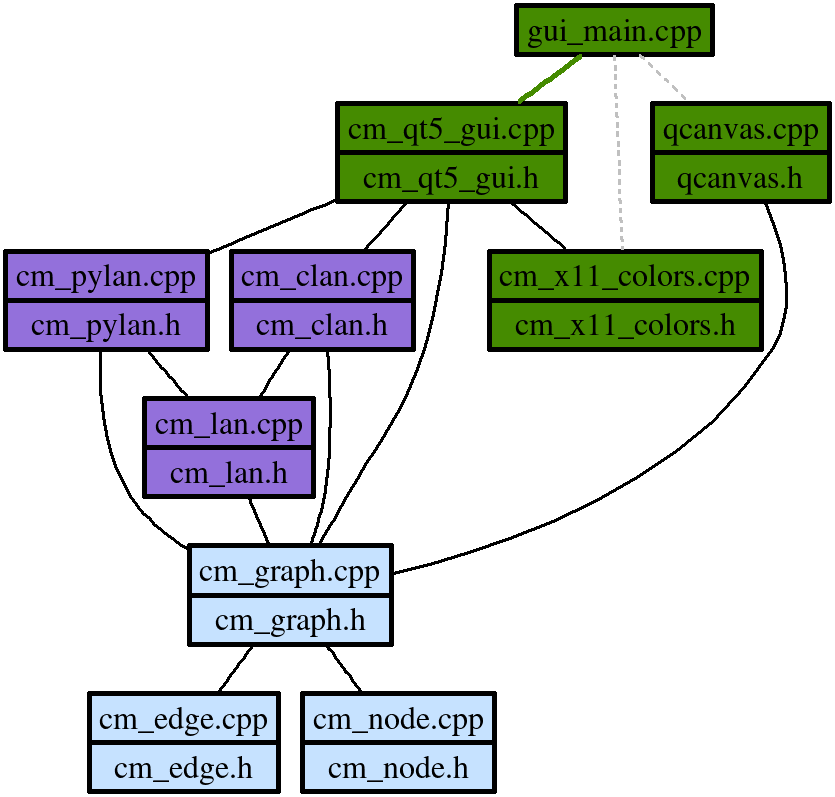 gui_main.cpp
cm_qt5_gui.cpp
cm_qt5_gui.h
qcanvas.cpp
qcanvas.h
cm_pylan.cpp
cm_pylan.h
cm_clan.cpp
cm_clan.h
cm_x11_colors.cpp
cm_x11_colors.h
cm_lan.cpp
cm_lan.h
cm_graph.cpp
cm_graph.h
cm_edge.cpp
cm_edge.h
cm_node.cpp
cm_node.h